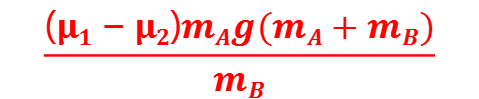 (μ₁ − μ₂)m_A g(m_A + m_B)
m_B